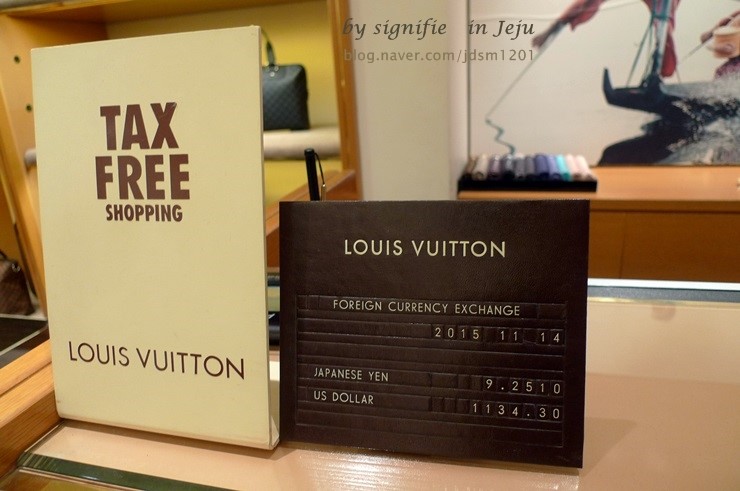 by signifie in Jeju
blog.naver.com/jdsm1201
TAX
FREE
SHOPPING
LOUIS VUITTON
LOUIS VUITTON
FOREIGN CURRENCY EXCHANGE
2015 11 14
JAPANESE YEN 9.2510
US DOLLAR 1134.30